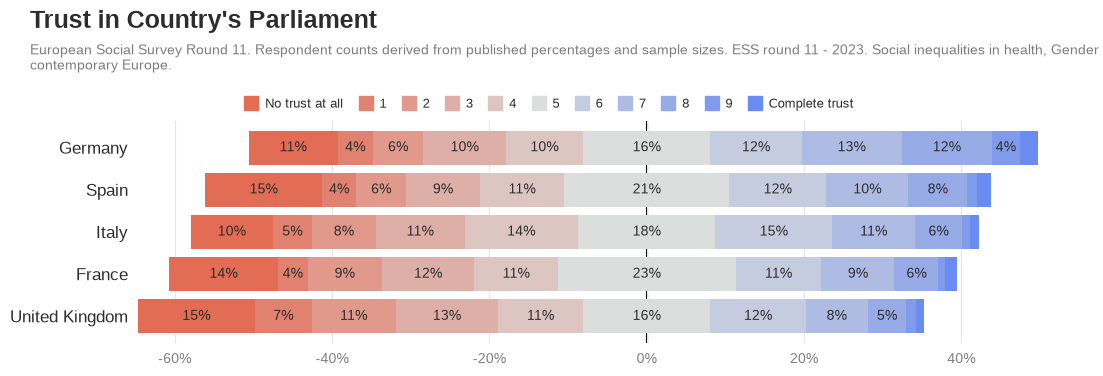 Trust in Country's Parliament
European Social Survey Round 11. Respondent counts derived from published percentages and sample sizes. ESS round 11 - 2023. Social inequalities in health, Gender
contemporary Europe.
No trust at all 1 2 3 4 5 6 7 8 9 Complete trust
Germany 11% 4% 6% 10% 10% 16% 12% 13% 12% 4%
Spain 15% 4% 6% 9% 11% 21% 12% 10% 8%
Italy 10% 5% 8% 11% 14% 18% 15% 11% 6%
France 14% 4% 9% 12% 11% 23% 11% 9% 6%
United Kingdom 15% 7% 11% 13% 11% 16% 12% 8% 5%
-60% -40% -20% 0% 20% 40%